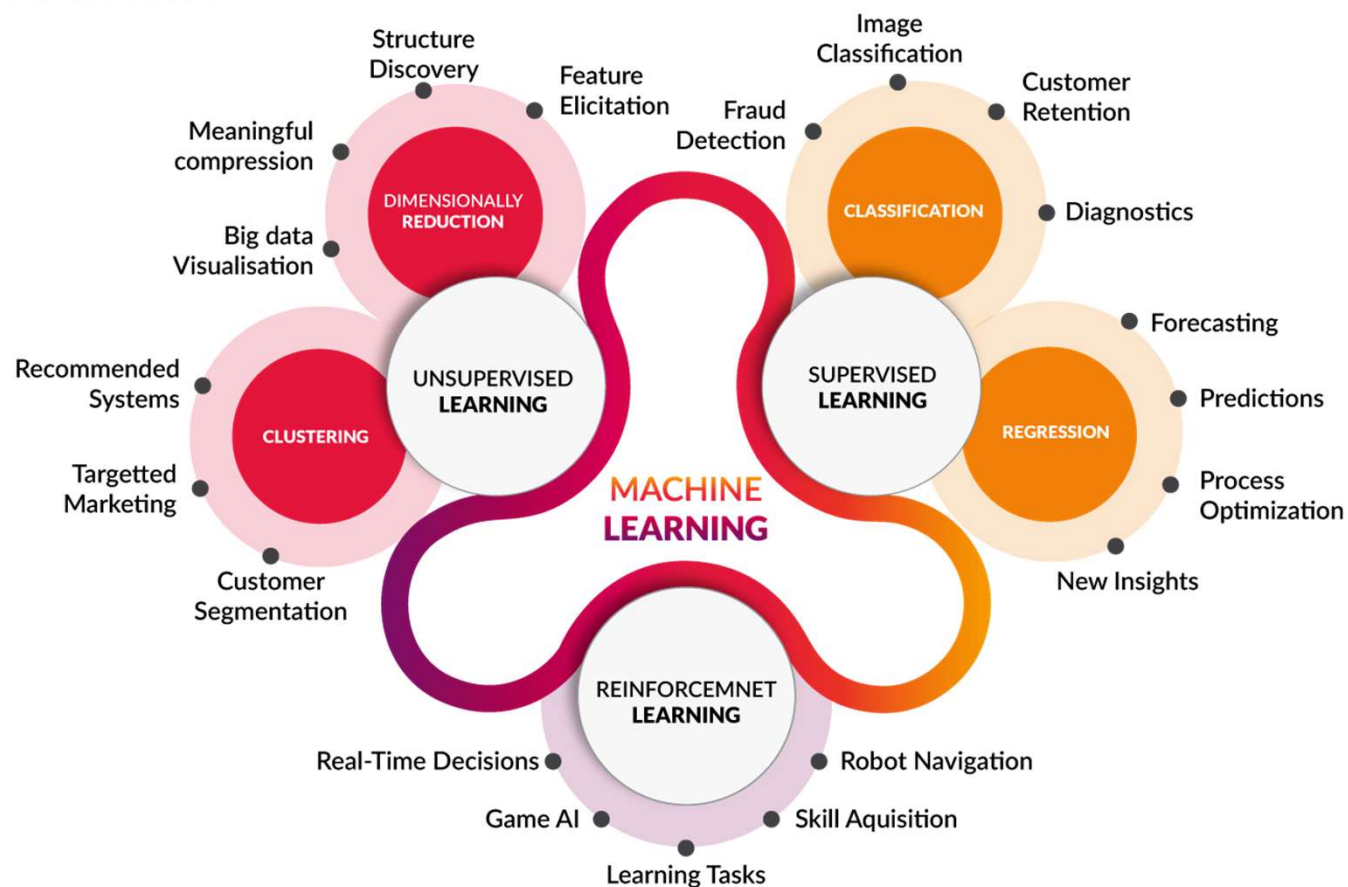 Structure
Discovery
Feature
Elicitation
Meaningful
compression
Big data
Visualisation
DIMENSIONALLY
REDUCTION
Recommended
Systems
Targetted
Marketing
Customer
Segmentation
CLUSTERING
UNSUPERVISED
LEARNING
Image
Classification
Fraud
Detection
Customer
Retention
Diagnostics
CLASSIFICATION
Forecasting
Predictions
Process
Optimization
New Insights
REGRESSION
SUPERVISED
LEARNING
MACHINE
LEARNING
REINFORCEMNET
LEARNING
Real-Time Decisions
Game AI
Learning Tasks
Skill Aquisition
Robot Navigation